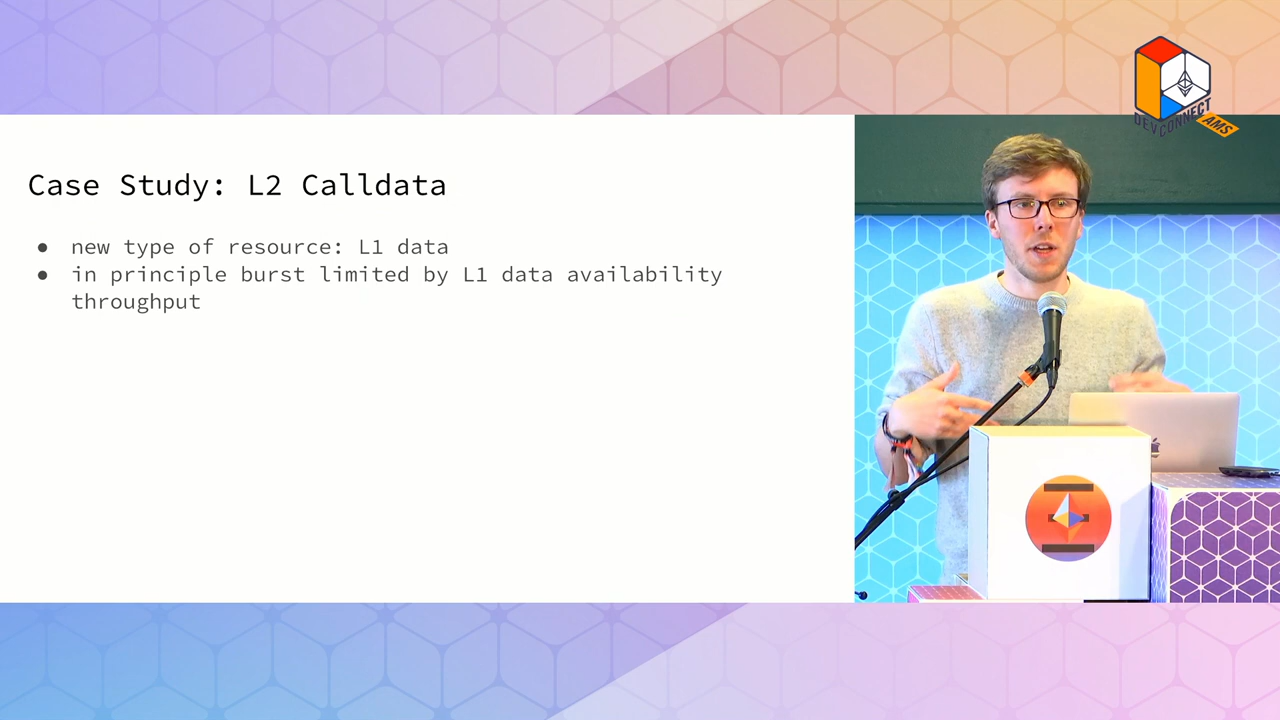 DEVCONNECT
AMS
Case Study: L2 Calldata
● new type of resource: L1 data
● in principle burst limited by L1 data availability
throughput